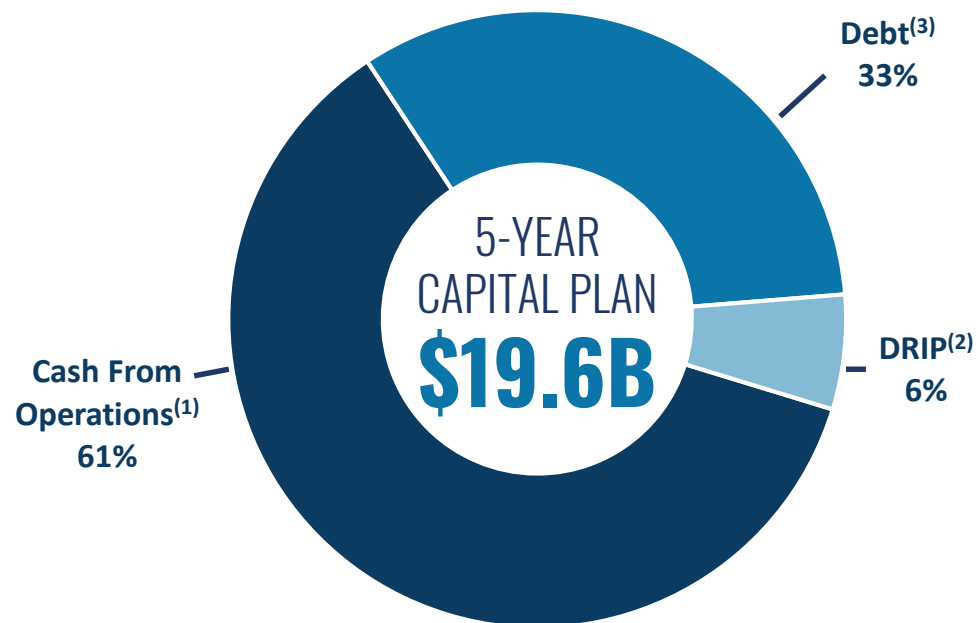 Debt(3)
33%
5-YEAR
CAPITAL PLAN
$19.6B
DRIP(2)
6%
Cash From
Operations(1)
61%